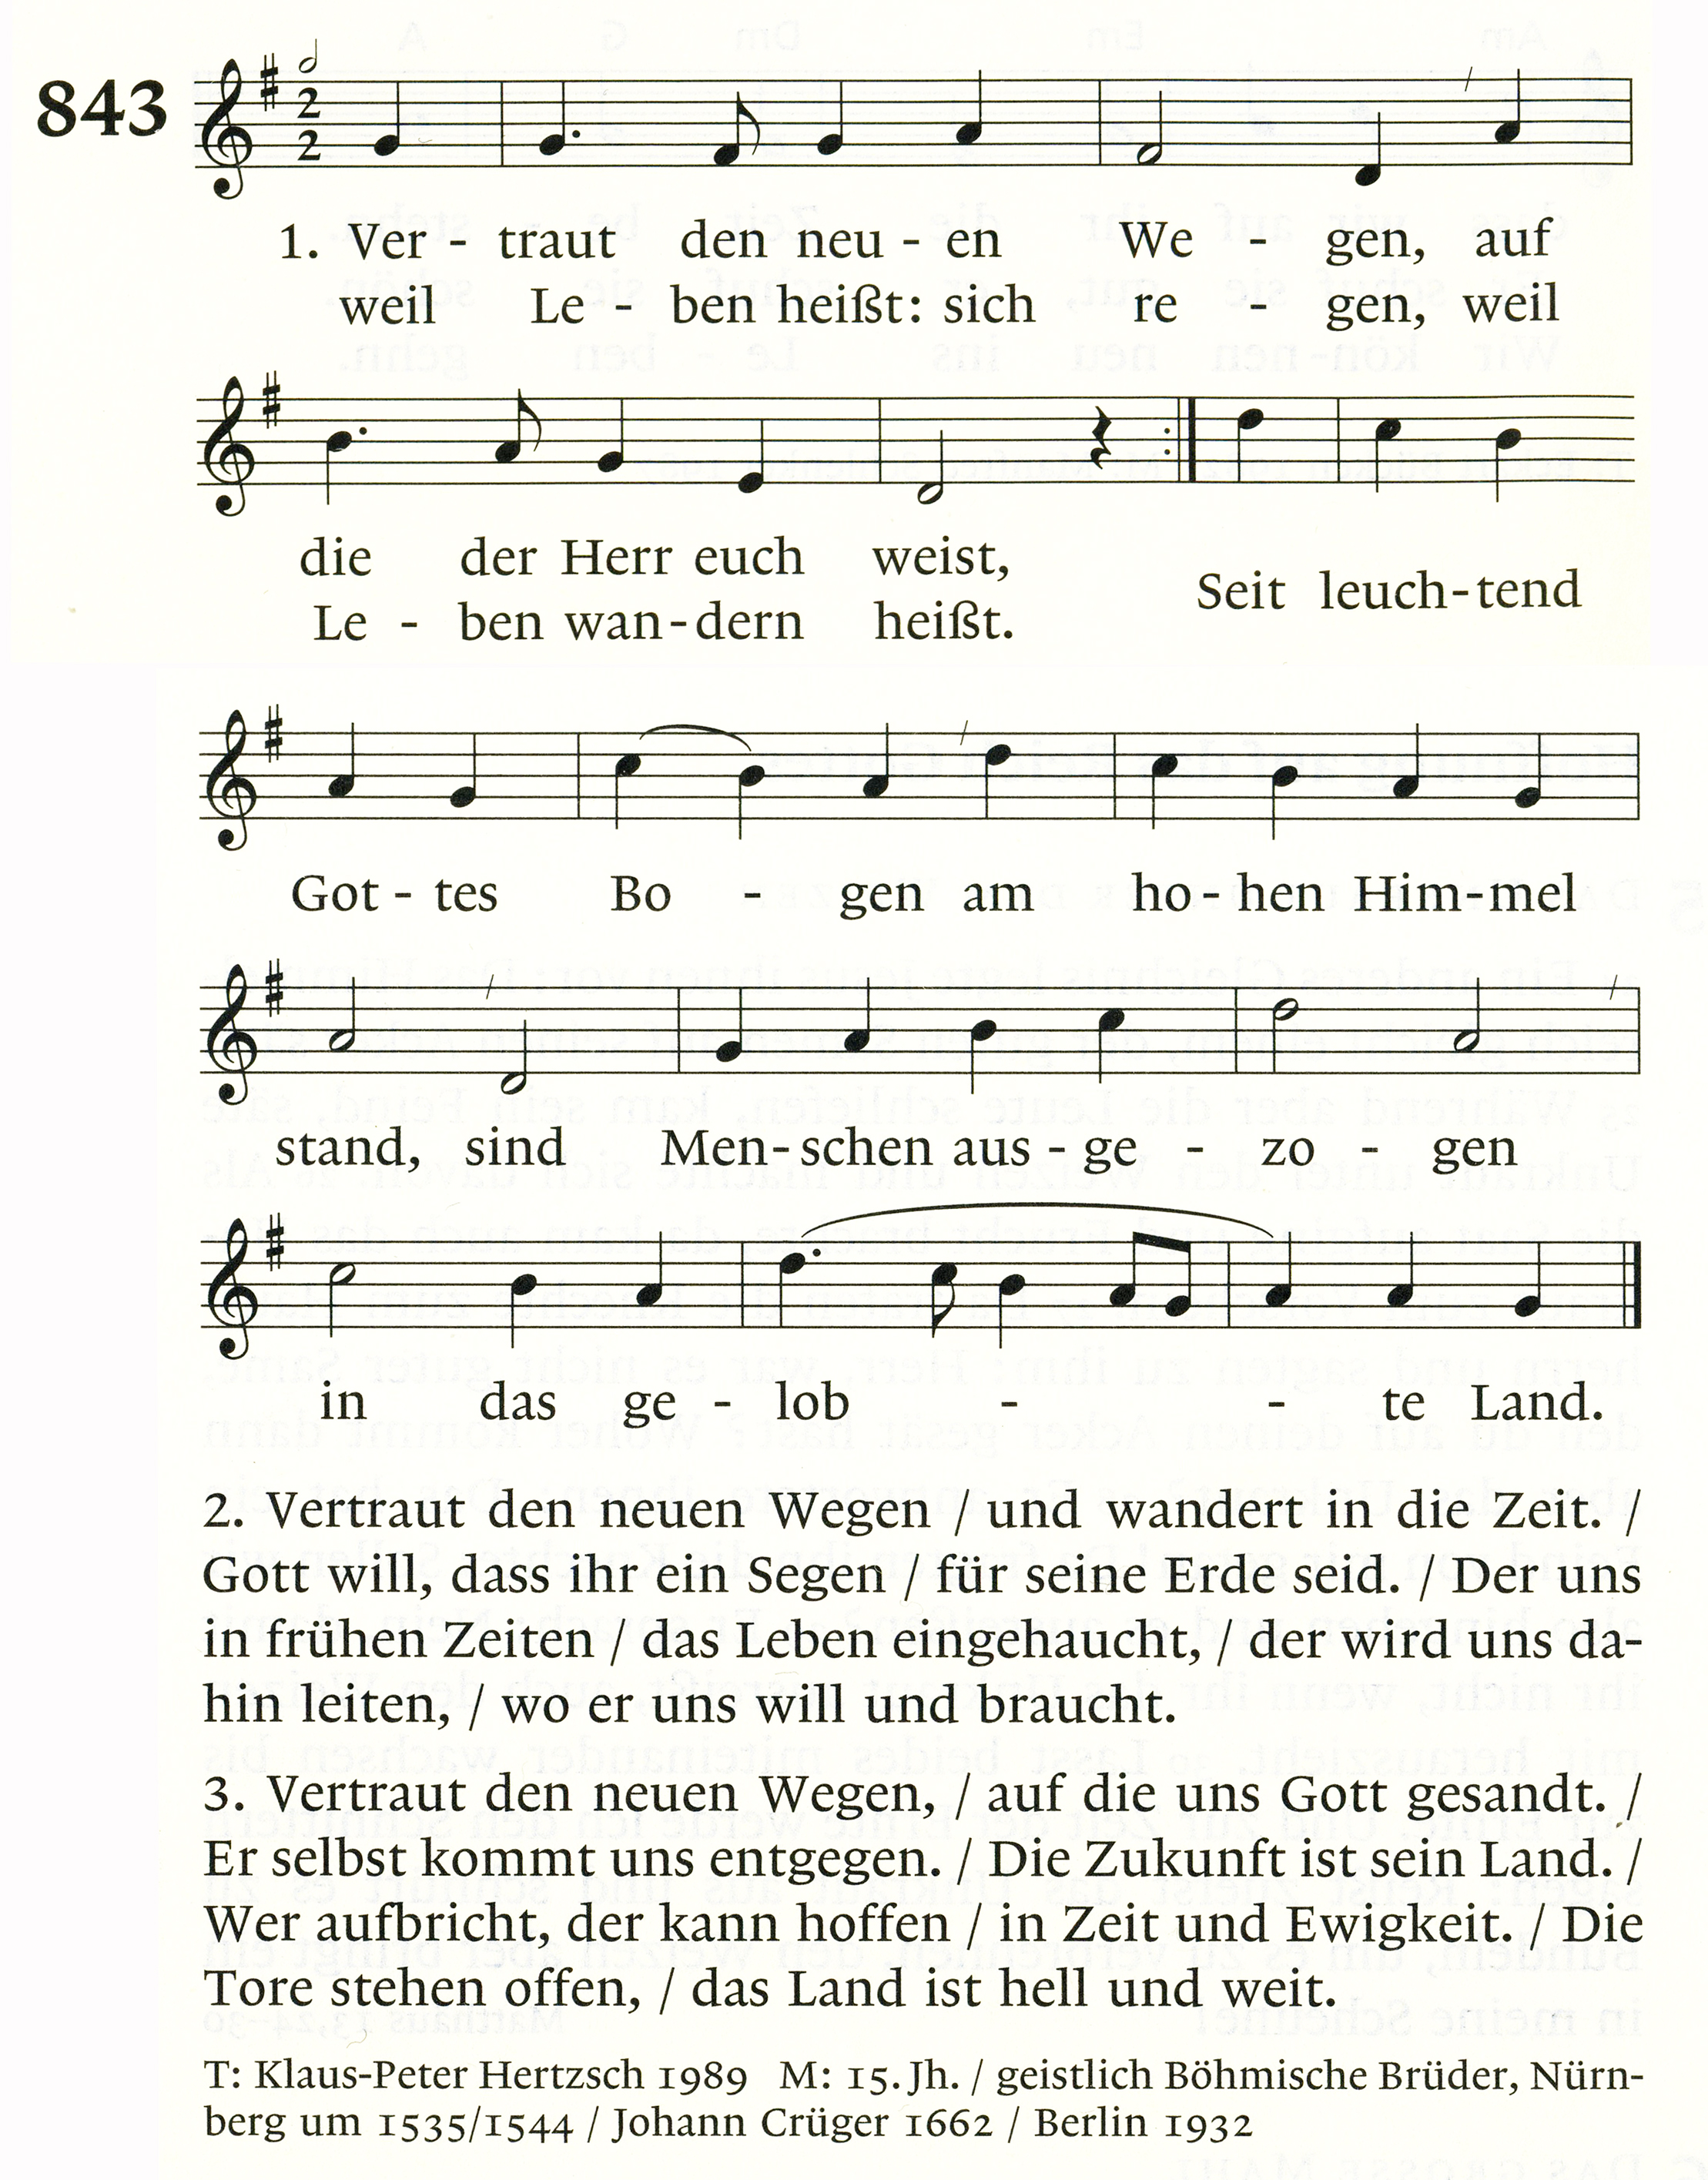 843
2
2
1. Ver - traut den neu - en We - gen, auf
weil Le - ben heißt: sich re - gen, weil
die der Herr euch weist,
Le - ben wan - dern heißt.
Seit leuch - tend
Got - tes Bo - gen am ho - hen Him - mel
stand, sind Men - schen aus - ge - zo - gen
in das ge - lob - - te Land.
2. Vertraut den neuen Wegen / und wandert in die Zeit. /
Gott will, dass ihr ein Segen / für seine Erde seid. / Der uns
in frühen Zeiten / das Leben eingehaucht, / der wird uns da-
hin leiten, / wo er uns will und braucht.
3. Vertraut den neuen Wegen, / auf die uns Gott gesandt. /
Er selbst kommt uns entgegen. / Die Zukunft ist sein Land. /
Wer aufbricht, der kann hoffen / in Zeit und Ewigkeit. / Die
Tore stehen offen, / das Land ist hell und weit.
T: Klaus-Peter Hertzsch 1989 M: 15. Jh. / geistlich Böhmische Brüder, Nürn-
berg um 1535/1544 / Johann Crüger 1662 / Berlin 1932